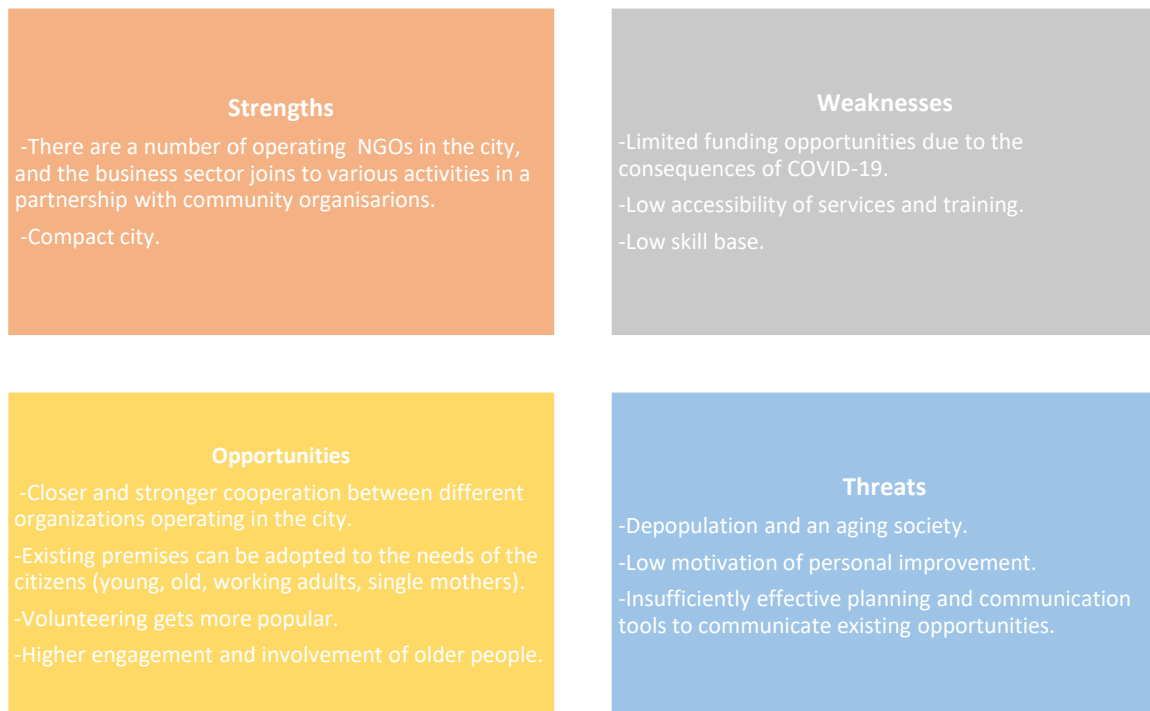 Strengths
-There are a number of operating  NGOs in the city,
and the business sector joins to various activities in a
partnership with community organisarions.
-Compact city.
Weaknesses
-Limited funding opportunities due to the
consequences of COVID-19.
-Low accessibility of services and training.
-Low skill base.
Opportunities
-Closer and stronger cooperation between different
organizations operating in the city.
-Existing premises can be adopted to the needs of the
citizens (young, old, working adults, single mothers).
-Volunteering gets more popular.
-Higher engagement and involvement of older people.
Threats
-Depopulation and an aging society.
-Low motivation of personal improvement.
-Insufficiently effective planning and communication
tools to communicate existing opportunities.